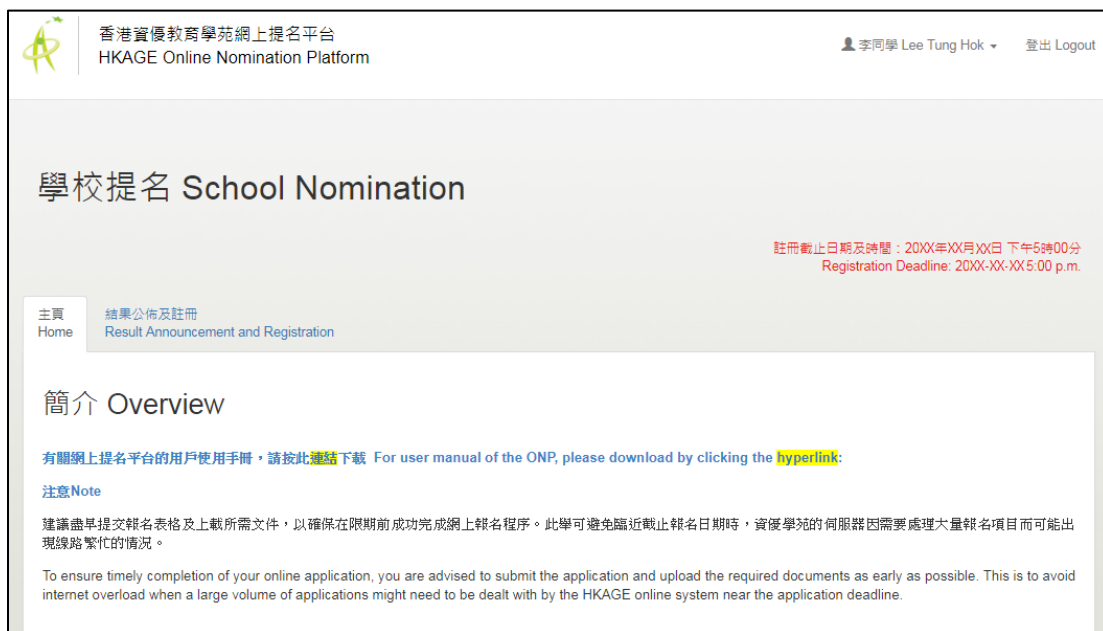 香港資優教育學苑網上提名平台
HKAGE Online Nomination Platform
李同學 Lee Tung Hok
登出 Logout
學校提名 School Nomination
註冊截止日期及時間：20XX年XX月XX日 下午5時00分
Registration Deadline: 20XX-XX-XX 5:00 p.m.
主頁
Home
結果公佈及註冊
Result Announcement and Registration
簡介 Overview
有關網上提名平台的用戶使用手冊，請按此連結下載 For user manual of the ONP, please download by clicking the hyperlink:
注意Note
建議盡早提交報名表格及上載所需文件，以確保在限期前成功完成網上報名程序。此舉可避免臨近截止報名日期時，資優學苑的伺服器因需要處理大量報名項目而可能出
現線路繁忙的情況。
To ensure timely completion of your online application, you are advised to submit the application and upload the required documents as early as possible. This is to avoid
internet overload when a large volume of applications might need to be dealt with by the HKAGE online system near the application deadline.